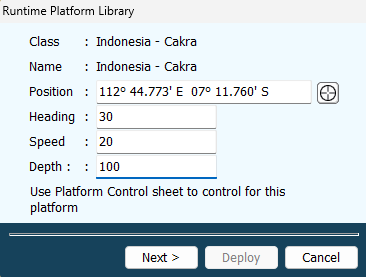 Runtime Platform Library
Class : Indonesia - Cakra
Name : Indonesia - Cakra
Position : 112° 44.773' E  07° 11.760' S
Heading : 30
Speed : 20
Depth : : 100
Use Platform Control sheet to control for this
platform
Next > Deploy Cancel